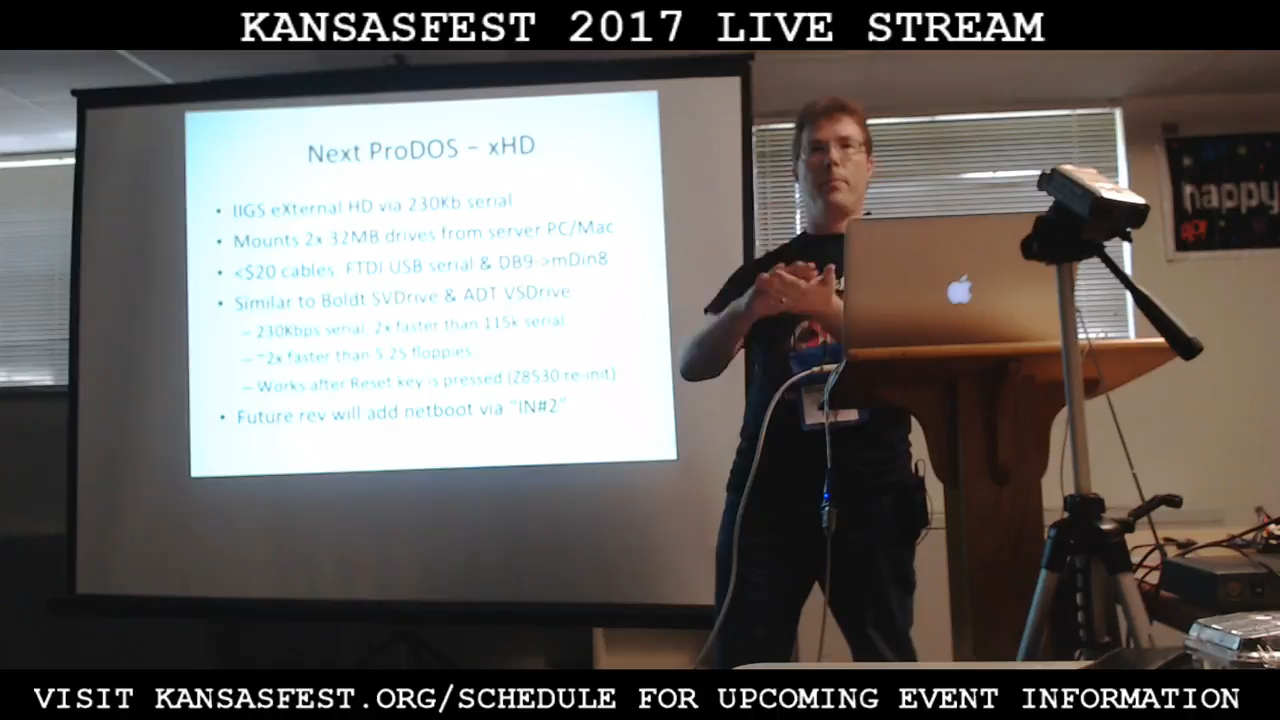 KANSASFEST 2017 LIVE STREAM
Next ProDOS – xHD
• IIGS eXternal HD via 230Kb serial
• Mounts 2x 32MB drives from server PC/Mac
• <$20 cables: FTDI USB serial & DB9->mDin8
• Similar to Boldt SVDrive & ADT VSDrive
– 230Kbps serial, 2x faster than 115k serial
– ~2x faster than 5.25 floppies
– Works after Reset key is pressed (Z8530 re-init)
• Future rev will add netboot via "IN#2"
happy
VISIT KANSASFEST.ORG/SCHEDULE FOR UPCOMING EVENT INFORMATION